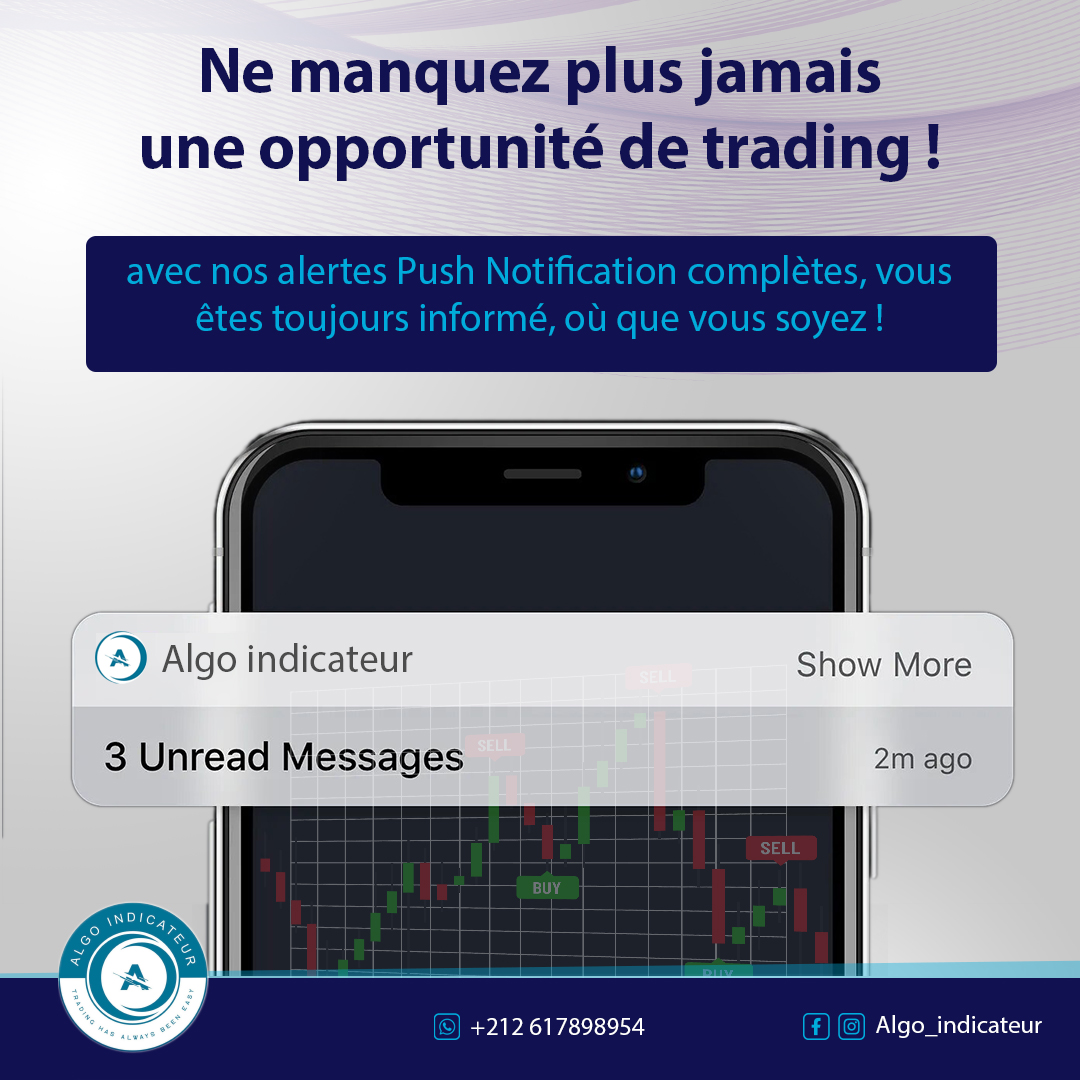 Ne manquez plus jamais
une opportunité de trading !
avec nos alertes Push Notification complètes, vous
êtes toujours informé, où que vous soyez !
Algo indicateur
Show More
SELL
3 Unread Messages
SELL
2m ago
SELL
BUY
BUY
ALGO INDICATEUR
A
TRADING HAS ALWAYS BEEN EASY
+212 617898954
Algo_indicateur